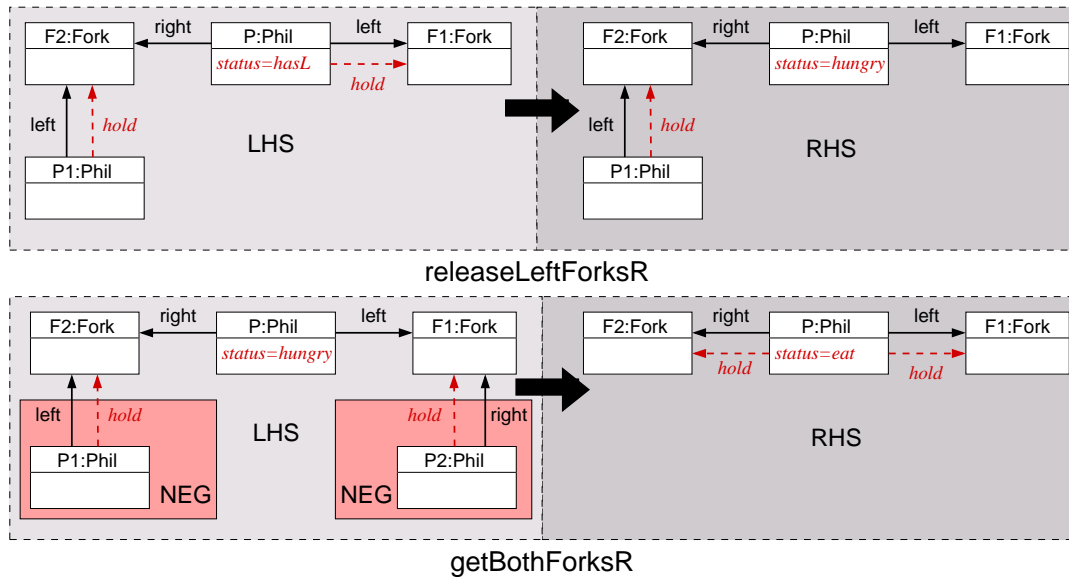 right
left
right
left
F2:Fork
P:Phil
F1:Fork
F2:Fork
P:Phil
F1:Fork
status=hasL
status=hungry
hold
left
hold
LHS
left
hold
RHS
P1:Phil
P1:Phil
releaseLeftForksR
F2:Fork
right
P:Phil
left
F1:Fork
F2:Fork
right
P:Phil
left
F1:Fork
status=hungry
status=eat
hold
hold
left
hold
LHS
hold
right
RHS
P1:Phil
P2:Phil
NEG
NEG
getBothForksR